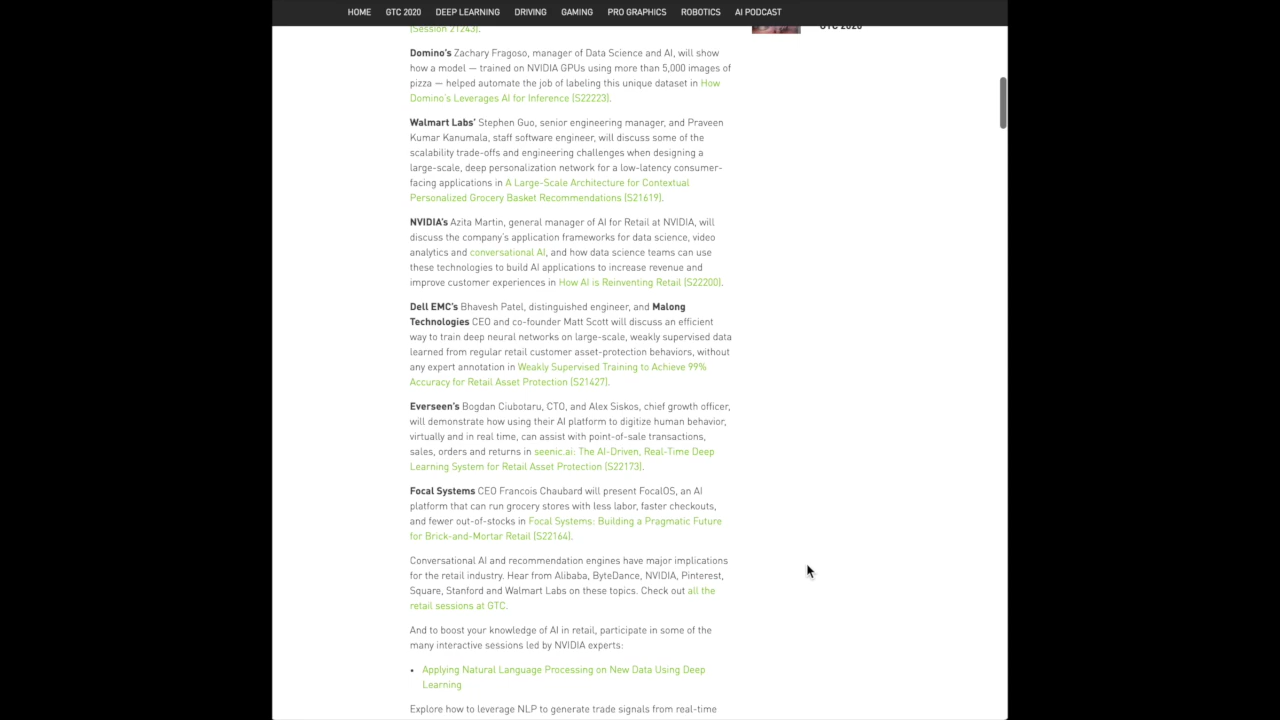 HOME GTC 2020 DEEP LEARNING DRIVING GAMING PRO GRAPHICS ROBOTICS AI PODCAST
(Session 21243).
GTC 2020
Domino's Zachary Fragoso, manager of Data Science and AI, will show
how a model — trained on NVIDIA GPUs using more than 5,000 images of
pizza — helped automate the job of labeling this unique dataset in How
Domino's Leverages AI for Inference (S22223).
Walmart Labs' Stephen Guo, senior engineering manager, and Praveen
Kumar Kanumala, staff software engineer, will discuss some of the
scalability trade-offs and engineering challenges when designing a
large-scale, deep personalization network for a low-latency consumer-
facing applications in A Large-Scale Architecture for Contextual
Personalized Grocery Basket Recommendations (S21619).
NVIDIA's Azita Martin, general manager of AI for Retail at NVIDIA, will
discuss the company's application frameworks for data science, video
analytics and conversational AI, and how data science teams can use
these technologies to build AI applications to increase revenue and
improve customer experiences in How AI is Reinventing Retail (S22200).
Dell EMC's Bhavesh Patel, distinguished engineer, and Malong
Technologies CEO and co-founder Matt Scott will discuss an efficient
way to train deep neural networks on large-scale, weakly supervised data
learned from regular retail customer asset-protection behaviors, without
any expert annotation in Weakly Supervised Training to Achieve 99%
Accuracy for Retail Asset Protection (S21427).
Everseen's Bogdan Ciubotaru, CTO, and Alex Siskos, chief growth officer,
will demonstrate how using their AI platform to digitize human behavior,
virtually and in real time, can assist with point-of-sale transactions,
sales, orders and returns in seenic.ai: The AI-Driven, Real-Time Deep
Learning System for Retail Asset Protection (S22173).
Focal Systems CEO Francois Chaubard will present FocalOS, an AI
platform that can run grocery stores with less labor, faster checkouts,
and fewer out-of-stocks in Focal Systems: Building a Pragmatic Future
for Brick-and-Mortar Retail (S22164).
Conversational AI and recommendation engines have major implications
for the retail industry. Hear from Alibaba, ByteDance, NVIDIA, Pinterest,
Square, Stanford and Walmart Labs on these topics. Check out all the
retail sessions at GTC.
And to boost your knowledge of AI in retail, participate in some of the
many interactive sessions led by NVIDIA experts:
• Applying Natural Language Processing on New Data Using Deep
Learning
Explore how to leverage NLP to generate trade signals from real-time